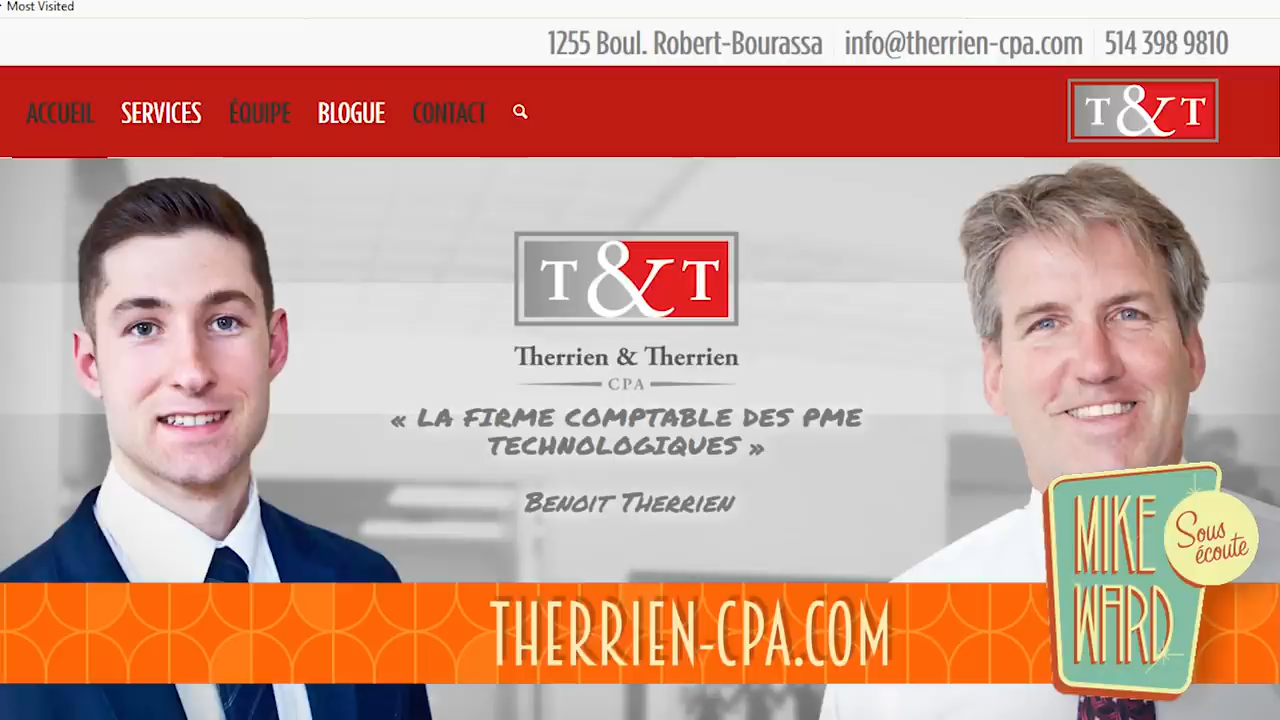 Most Visited
1255 Boul. Robert-Bourassa info@therrien-cpa.com 514 398 9810
ACCUEIL SERVICES ÉQUIPE BLOGUE CONTACT
T&T
T&T
Therrien & Therrien
CPA
« LA FIRME COMPTABLE DES PME
TECHNOLOGIQUES »
BENOIT THERRIEN
MIKE
WARD
Sous
écoute
THERRIEN-CPA.COM